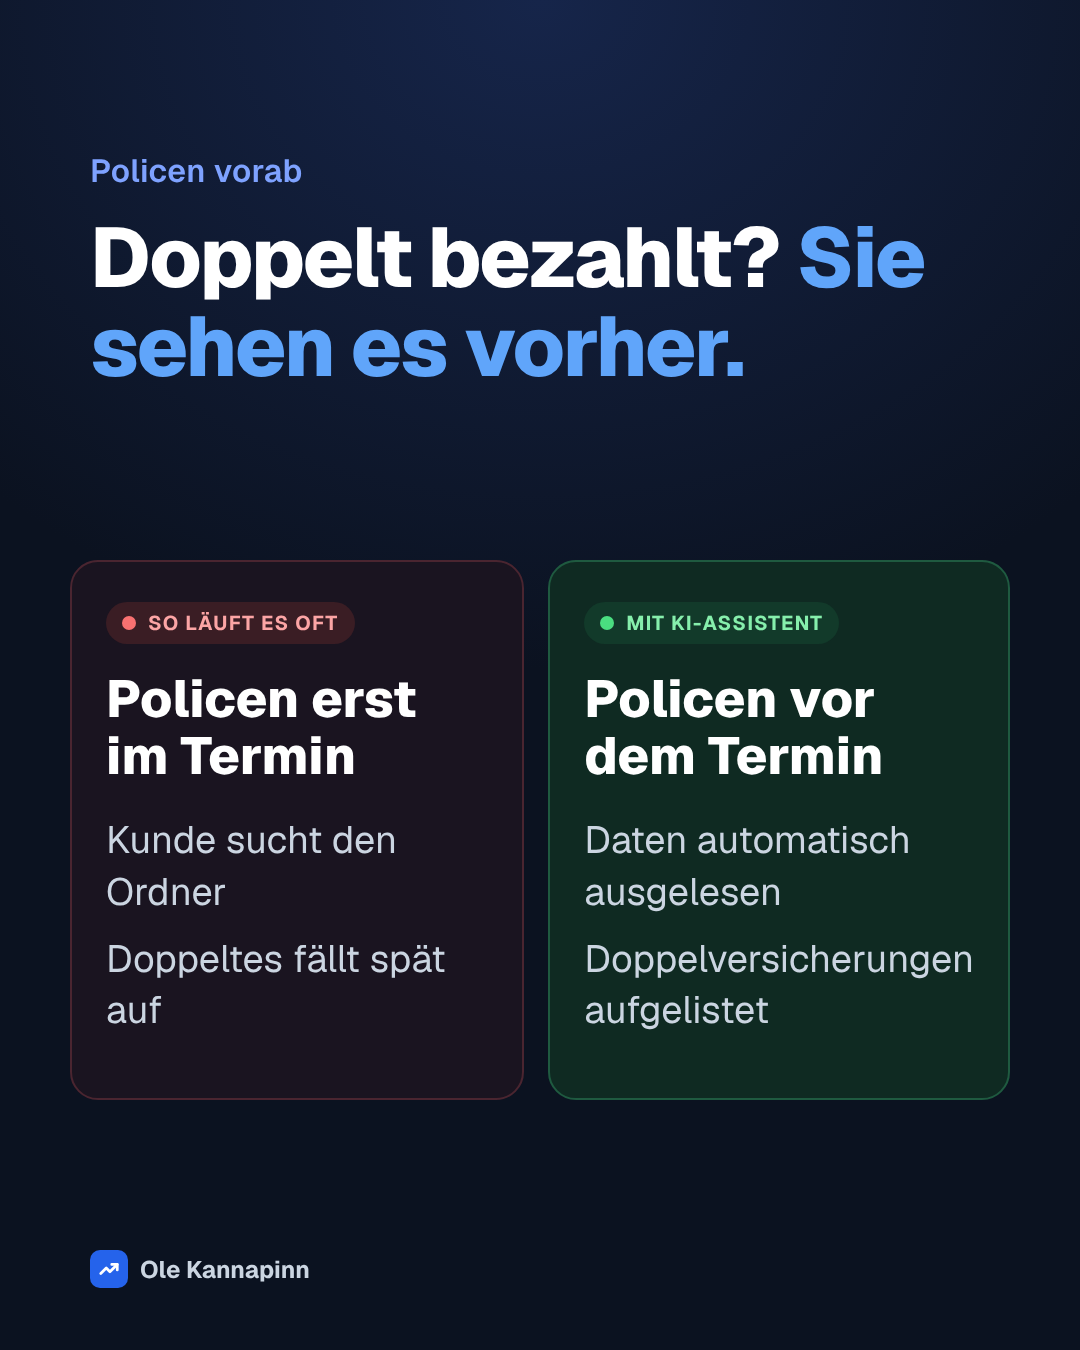 Policen vorab
Doppelt bezahlt? Sie
sehen es vorher.
SO LÄUFT ES OFT
Policen erst
im Termin
Kunde sucht den
Ordner
Doppeltes fällt spät
auf
MIT KI-ASSISTENT
Policen vor
dem Termin
Daten automatisch
ausgelesen
Doppelversicherungen
aufgelistet
Ole Kannapinn